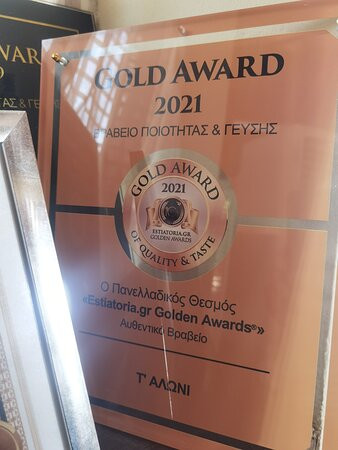 GOLD AWARD
2021
ΒΡΑΒΕΙΟ ΠΟΙΟΤΗΤΑΣ & ΓΕΥΣΗΣ
GOLD AWARD
2021
ESTIATORIA.GR
GOLDEN AWARDS
OF QUALITY & TASTE
Ο Πανελλαδικός Θεσμός
«Estiatoria.gr Golden Awards®»
Αυθεντικό Βραβείο
Τ' ΑΛΩΝΙ